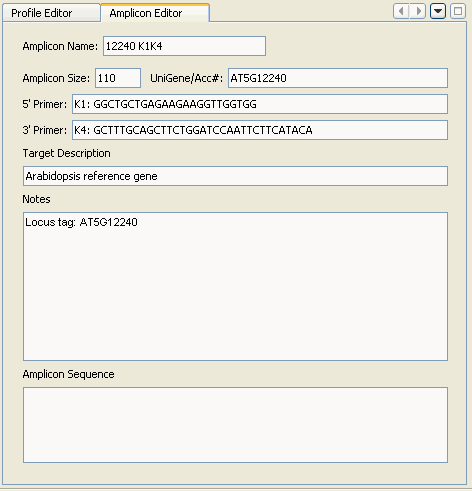 Profile Editor Amplicon Editor
Amplicon Name: 12240 K1K4
Amplicon Size: 110 UniGene/Acc#: AT5G12240
5' Primer: K1: GGCTGCTGAGAAGAAGGTTGGTGG
3' Primer: K4: GCTTTGCAGCTTCTGGATCCAATTCTTCATACA
Target Description
Arabidopsis reference gene
Notes
Locus tag: AT5G12240
Amplicon Sequence